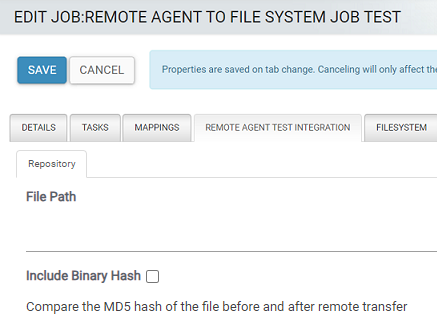 EDIT JOB:REMOTE AGENT TO FILE SYSTEM JOB TEST
SAVE CANCEL Properties are saved on tab change. Canceling will only affect the
DETAILS TASKS MAPPINGS REMOTE AGENT TEST INTEGRATION FILESYSTEM
Repository
File Path
Include Binary Hash
Compare the MD5 hash of the file before and after remote transfer